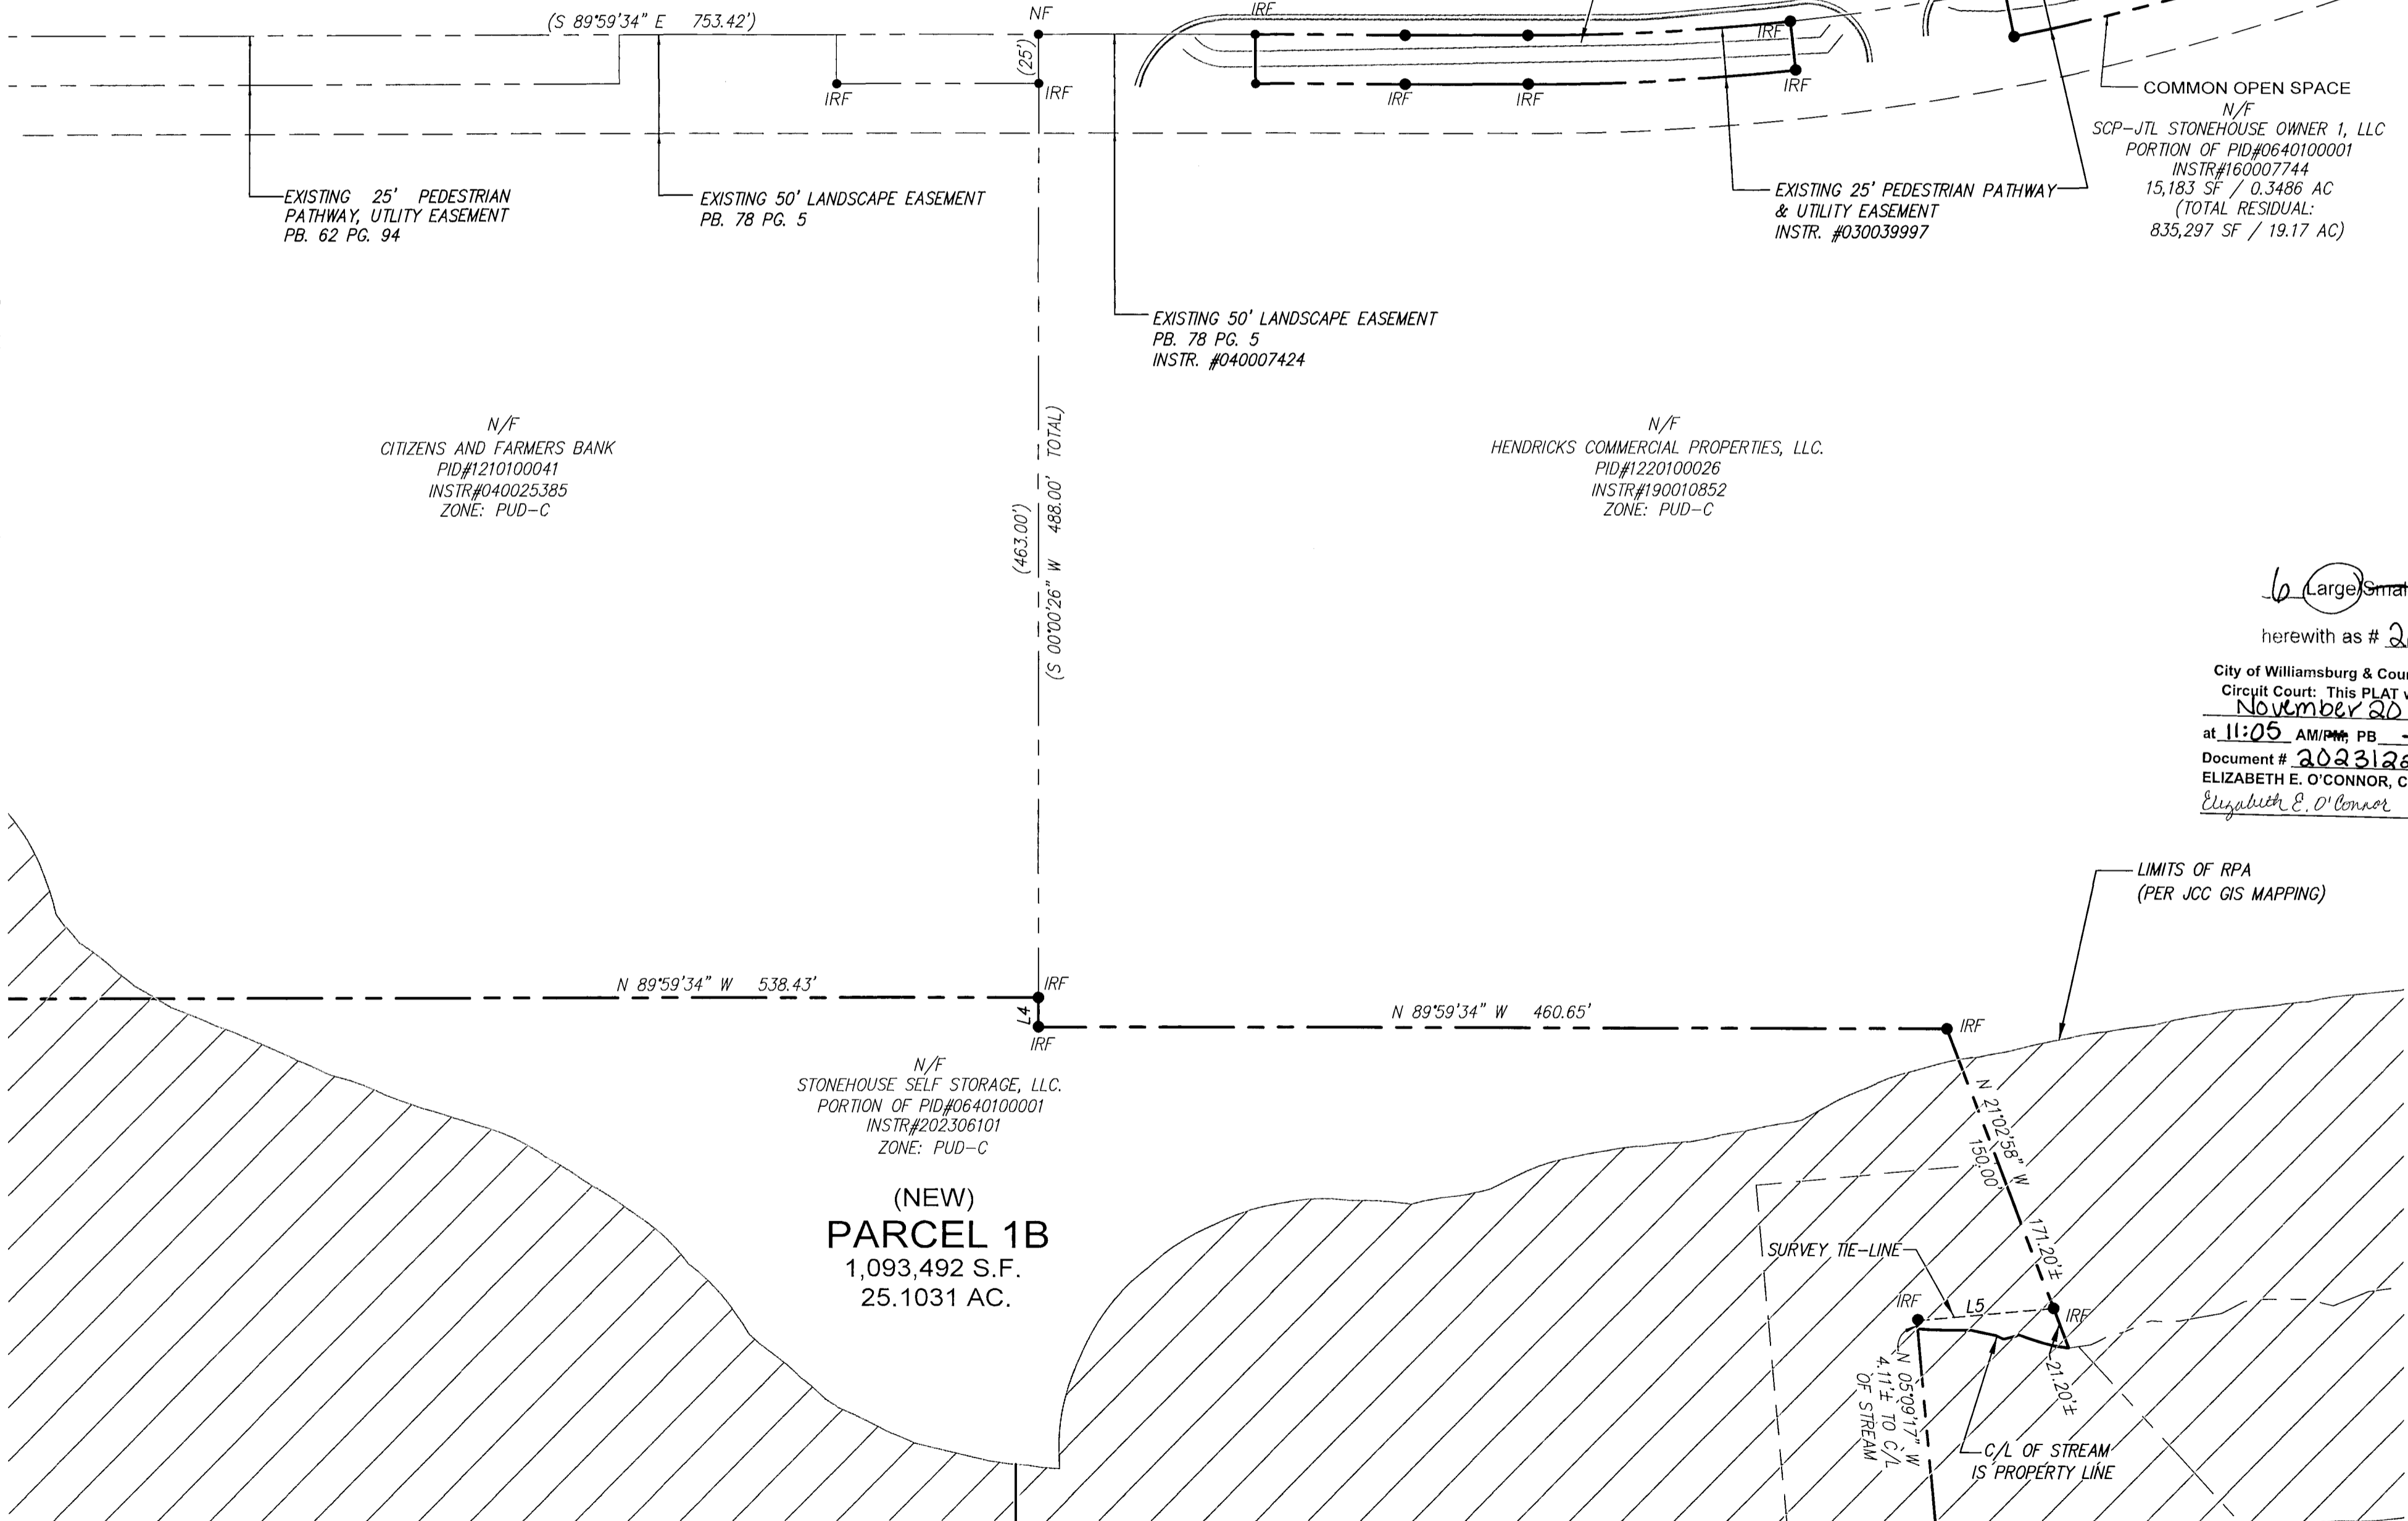 (S 89°59'34" E 753.42')
NF
(25')
IRF
IRF
IRF
IRF
IRF
IRF
IRF
IRF
COMMON OPEN SPACE
N/F
SCP-JTL STONEHOUSE OWNER 1, LLC
PORTION OF PID#0640100001
INSTR#160007744
15,183 SF / 0.3486 AC
(TOTAL RESIDUAL:
835,297 SF / 19.17 AC)
EXISTING 25' PEDESTRIAN
PATHWAY, UTLITY EASEMENT
PB. 62 PG. 94
EXISTING 50' LANDSCAPE EASEMENT
PB. 78 PG. 5
EXISTING 25' PEDESTRIAN PATHWAY
& UTILITY EASEMENT
INSTR. #030039997
EXISTING 50' LANDSCAPE EASEMENT
PB. 78 PG. 5
INSTR. #040007424
N/F
CITIZENS AND FARMERS BANK
PID#1210100041
INSTR#040025385
ZONE: PUD-C
(463.00')
(S 00°00'26" W 488.00' TOTAL)
N/F
HENDRICKS COMMERCIAL PROPERTIES, LLC.
PID#1220100026
INSTR#190010852
ZONE: PUD-C
6 Large/Smal
herewith as # 2
City of Williamsburg & Cou
Circuit Court: This PLAT
November 20
at 11:05 AM/PM, PB
Document # 2023122
ELIZABETH E. O'CONNOR, C
Elizabeth E. O'Connor
LIMITS OF RPA
(PER JCC GIS MAPPING)
N 89°59'34" W 538.43'
IRF
L4
IRF
N 89°59'34" W 460.65'
IRF
N/F
STONEHOUSE SELF STORAGE, LLC.
PORTION OF PID#0640100001
INSTR#202306101
ZONE: PUD-C
(NEW)
PARCEL 1B
1,093,492 S.F.
25.1031 AC.
N 21°02'58" W
150.00'
171.20'±
SURVEY TIE-LINE
IRF
L5
IRF
21.20'±
N 05°09'17" W
4.11'± TO C/L
OF STREAM
C/L OF STREAM
IS PROPERTY LINE